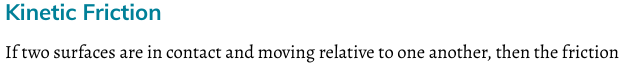 Kinetic Friction
If two surfaces are in contact and moving relative to one another, then the friction